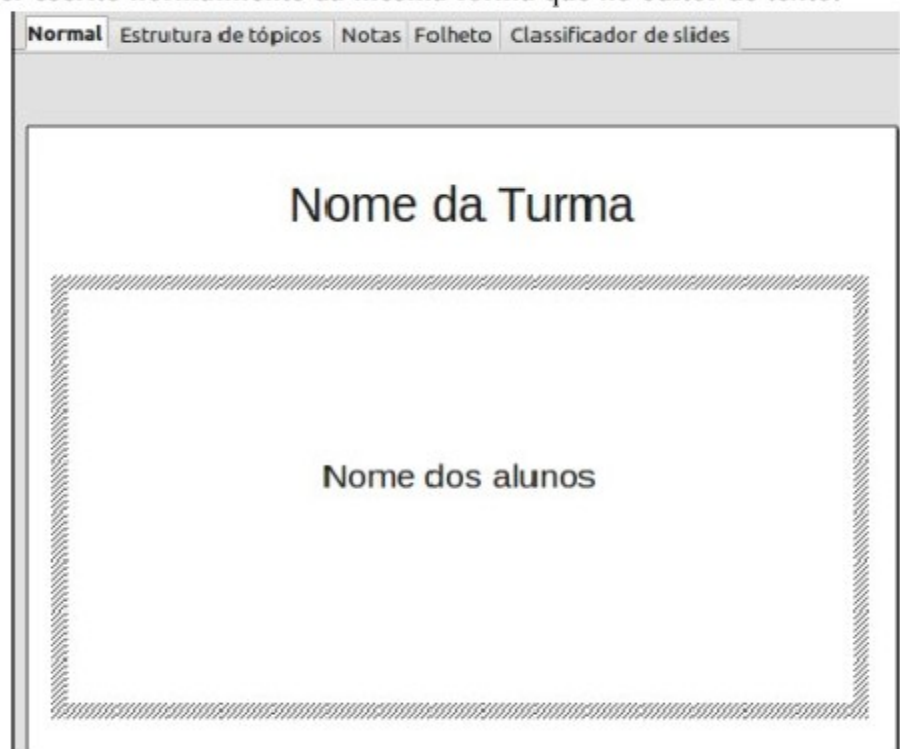 Normal Estrutura de tópicos Notas Folheto Classificador de slides
Nome da Turma
Nome dos alunos